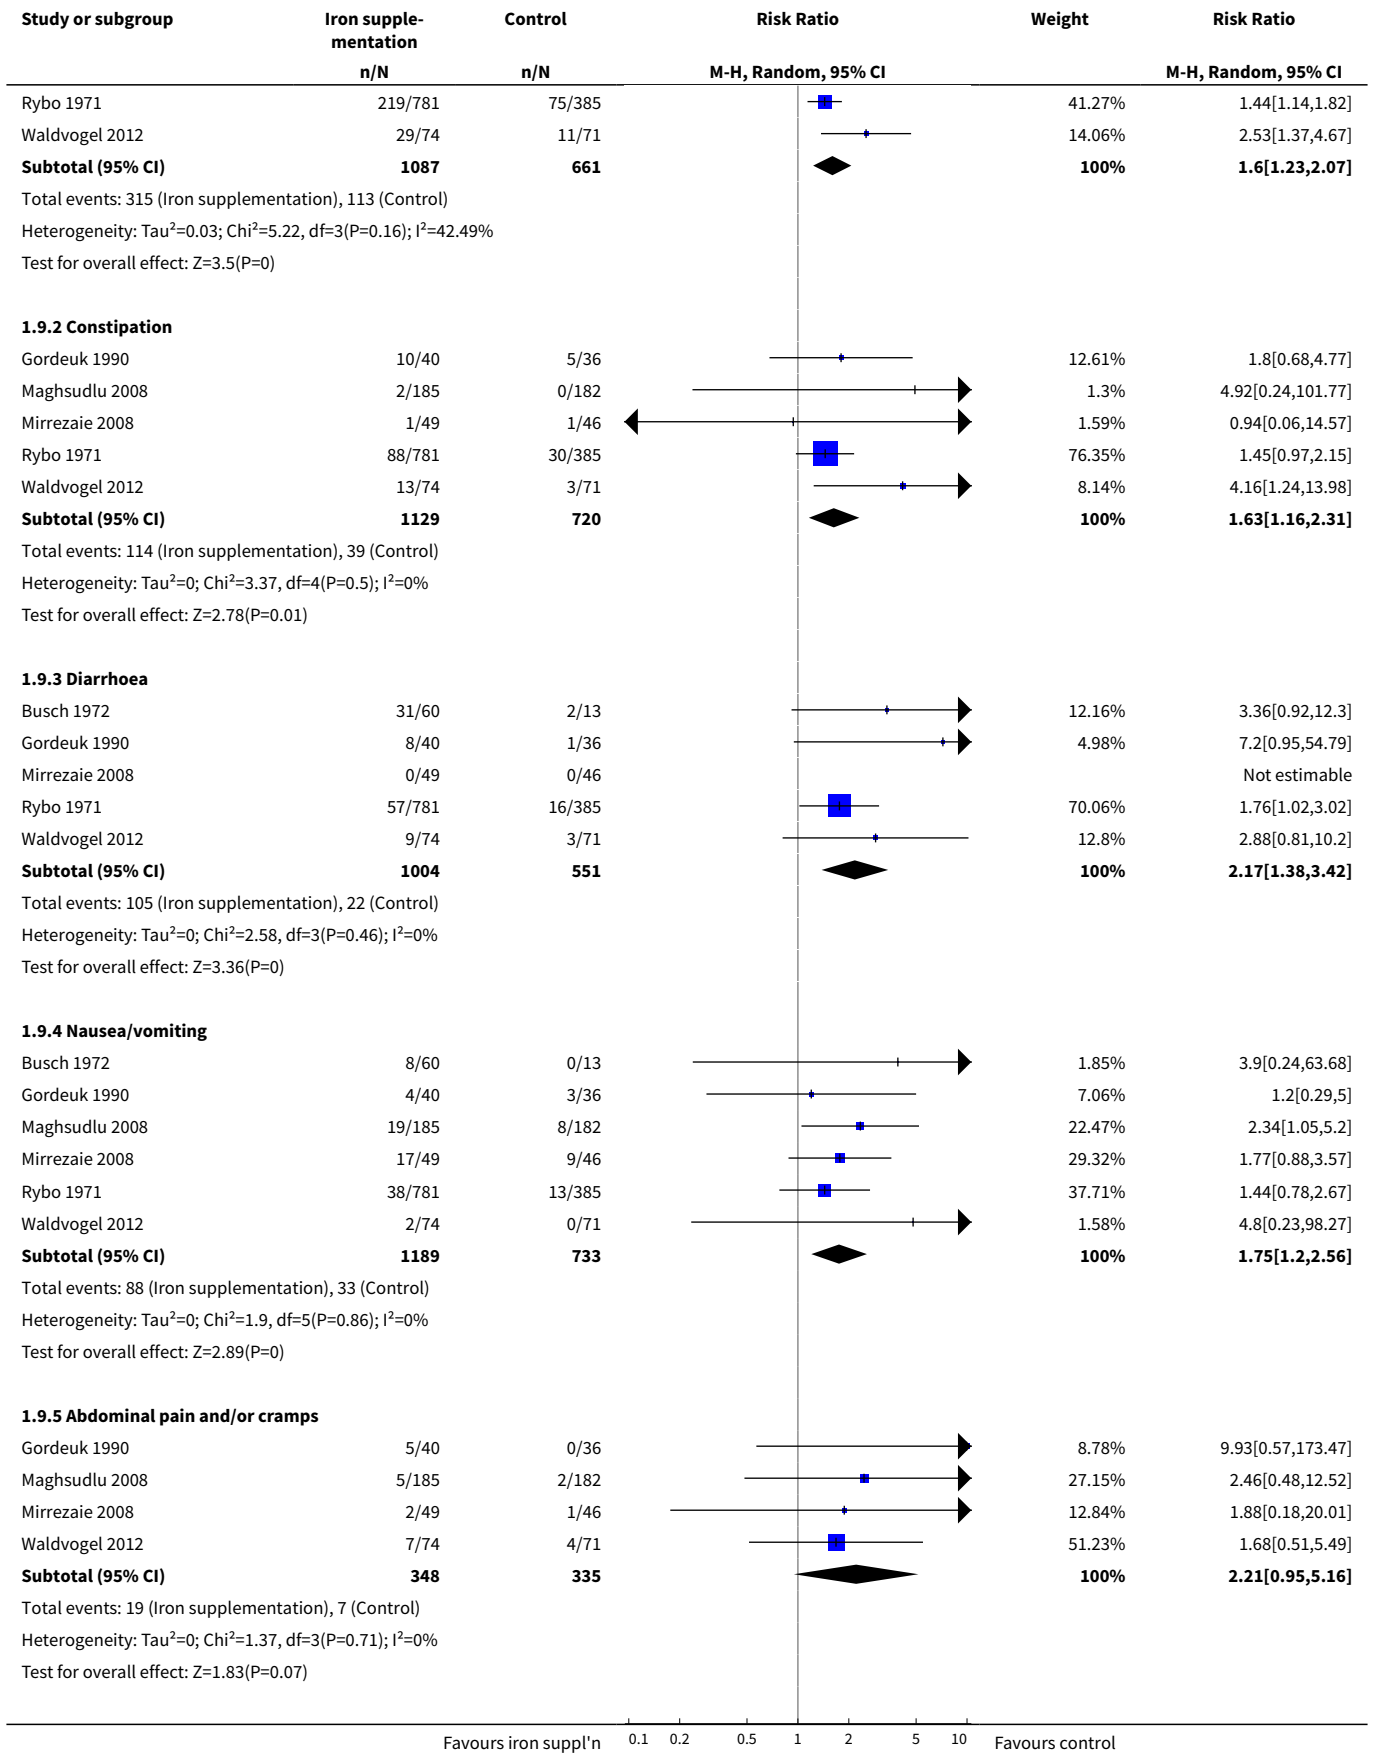 Study or subgroup Iron supple- Control Risk Ratio Weight Risk Ratio
mentation
n/N n/N M-H, Random, 95% CI M-H, Random, 95% CI
Rybo 1971 219/781 75/385 41.27% 1.44[1.14,1.82]
Waldvogel 2012 29/74 11/71 14.06% 2.53[1.37,4.67]
Subtotal (95% CI) 1087 661 100% 1.6[1.23,2.07]
Total events: 315 (Iron supplementation), 113 (Control)
Heterogeneity: Tau²=0.03; Chi²=5.22, df=3(P=0.16); I²=42.49%
Test for overall effect: Z=3.5(P=0)
1.9.2 Constipation
Gordeuk 1990 10/40 5/36 12.61% 1.8[0.68,4.77]
Maghsudlu 2008 2/185 0/182 1.3% 4.92[0.24,101.77]
Mirrezaie 2008 1/49 1/46 1.59% 0.94[0.06,14.57]
Rybo 1971 88/781 30/385 76.35% 1.45[0.97,2.15]
Waldvogel 2012 13/74 3/71 8.14% 4.16[1.24,13.98]
Subtotal (95% CI) 1129 720 100% 1.63[1.16,2.31]
Total events: 114 (Iron supplementation), 39 (Control)
Heterogeneity: Tau²=0; Chi²=3.37, df=4(P=0.5); I²=0%
Test for overall effect: Z=2.78(P=0.01)
1.9.3 Diarrhoea
Busch 1972 31/60 2/13 12.16% 3.36[0.92,12.3]
Gordeuk 1990 8/40 1/36 4.98% 7.2[0.95,54.79]
Mirrezaie 2008 0/49 0/46 Not estimable
Rybo 1971 57/781 16/385 70.06% 1.76[1.02,3.02]
Waldvogel 2012 9/74 3/71 12.8% 2.88[0.81,10.2]
Subtotal (95% CI) 1004 551 100% 2.17[1.38,3.42]
Total events: 105 (Iron supplementation), 22 (Control)
Heterogeneity: Tau²=0; Chi²=2.58, df=3(P=0.46); I²=0%
Test for overall effect: Z=3.36(P=0)
1.9.4 Nausea/vomiting
Busch 1972 8/60 0/13 1.85% 3.9[0.24,63.68]
Gordeuk 1990 4/40 3/36 7.06% 1.2[0.29,5]
Maghsudlu 2008 19/185 8/182 22.47% 2.34[1.05,5.2]
Mirrezaie 2008 17/49 9/46 29.32% 1.77[0.88,3.57]
Rybo 1971 38/781 13/385 37.71% 1.44[0.78,2.67]
Waldvogel 2012 2/74 0/71 1.58% 4.8[0.23,98.27]
Subtotal (95% CI) 1189 733 100% 1.75[1.2,2.56]
Total events: 88 (Iron supplementation), 33 (Control)
Heterogeneity: Tau²=0; Chi²=1.9, df=5(P=0.86); I²=0%
Test for overall effect: Z=2.89(P=0)
1.9.5 Abdominal pain and/or cramps
Gordeuk 1990 5/40 0/36 8.78% 9.93[0.57,173.47]
Maghsudlu 2008 5/185 2/182 27.15% 2.46[0.48,12.52]
Mirrezaie 2008 2/49 1/46 12.84% 1.88[0.18,20.01]
Waldvogel 2012 7/74 4/71 51.23% 1.68[0.51,5.49]
Subtotal (95% CI) 348 335 100% 2.21[0.95,5.16]
Total events: 19 (Iron supplementation), 7 (Control)
Heterogeneity: Tau²=0; Chi²=1.37, df=3(P=0.71); I²=0%
Test for overall effect: Z=1.83(P=0.07)
Favours iron suppl'n 0.1 0.2 0.5 1 2 5 10 Favours control